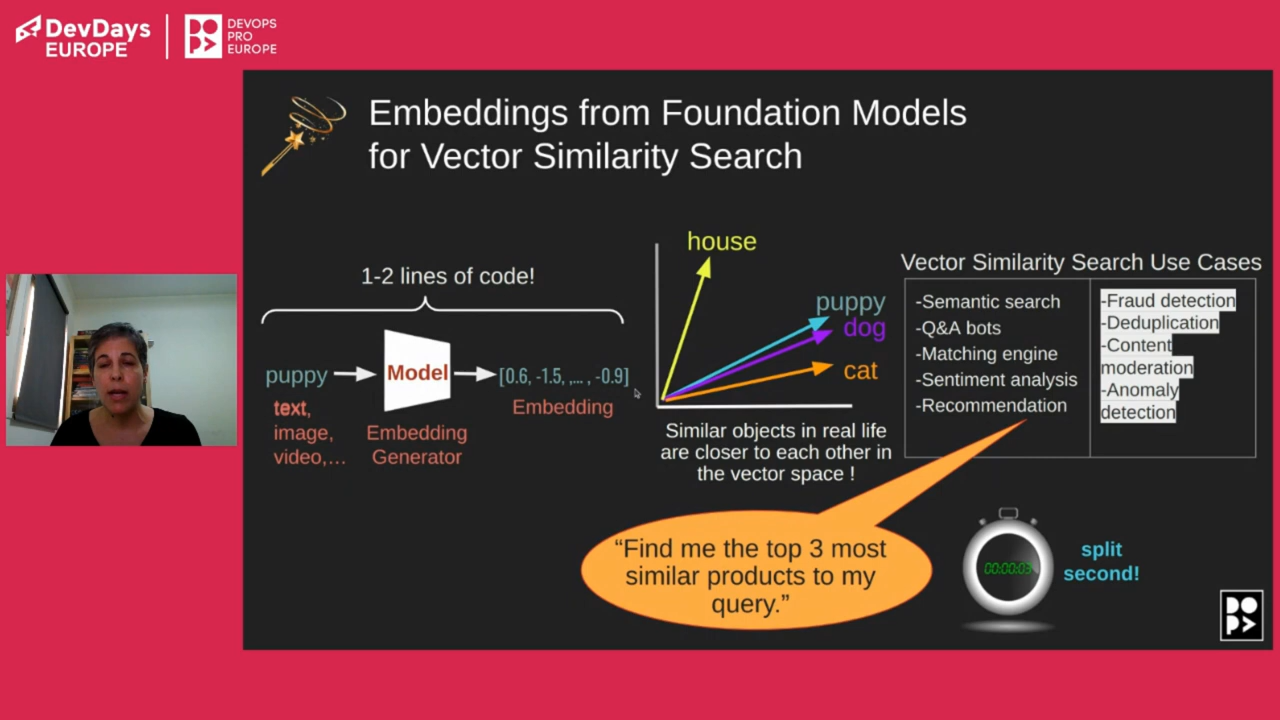 DevDays
EUROPE
DEVOPS
PRO
EUROPE
Embeddings from Foundation Models
for Vector Similarity Search
1-2 lines of code!
puppy
Model
[0.6, -1.5, ,... , -0.9]
text,
image,
video,...
Embedding
Generator
Embedding
house
puppy
dog
cat
Similar objects in real life
are closer to each other in
the vector space !
Vector Similarity Search Use Cases
-Semantic search
-Q&A bots
-Matching engine
-Sentiment analysis
-Recommendation
-Fraud detection
-Deduplication
-Content
moderation
-Anomaly
detection
“Find me the top 3 most
similar products to my
query.”
00:00:03
split
second!